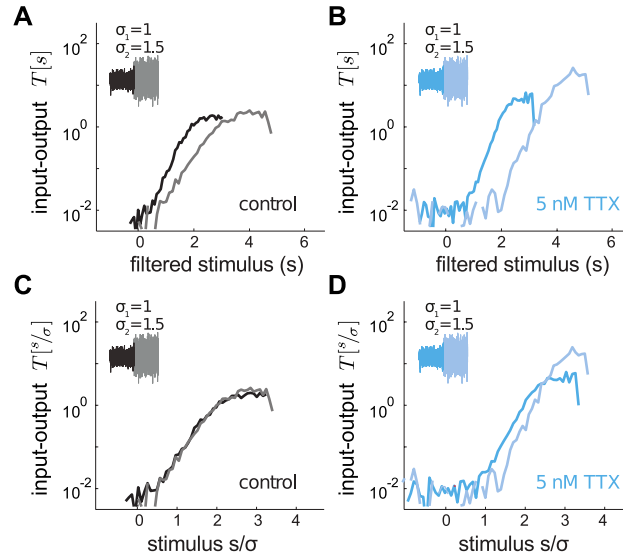 A
σ₁=1
σ₂=1.5
input-output T[s]
10²
10⁰
10⁻²
control
0 2 4 6
filtered stimulus (s)
B
σ₁=1
σ₂=1.5
input-output T[s]
10²
10⁰
10⁻²
5 nM TTX
0 2 4 6
filtered stimulus (s)
C
σ₁=1
σ₂=1.5
input-output T[s/σ]
10²
10⁰
10⁻²
control
0 1 2 3 4
stimulus s/σ
D
σ₁=1
σ₂=1.5
input-output T[s/σ]
10²
10⁰
10⁻²
5 nM TTX
0 1 2 3 4
stimulus s/σ